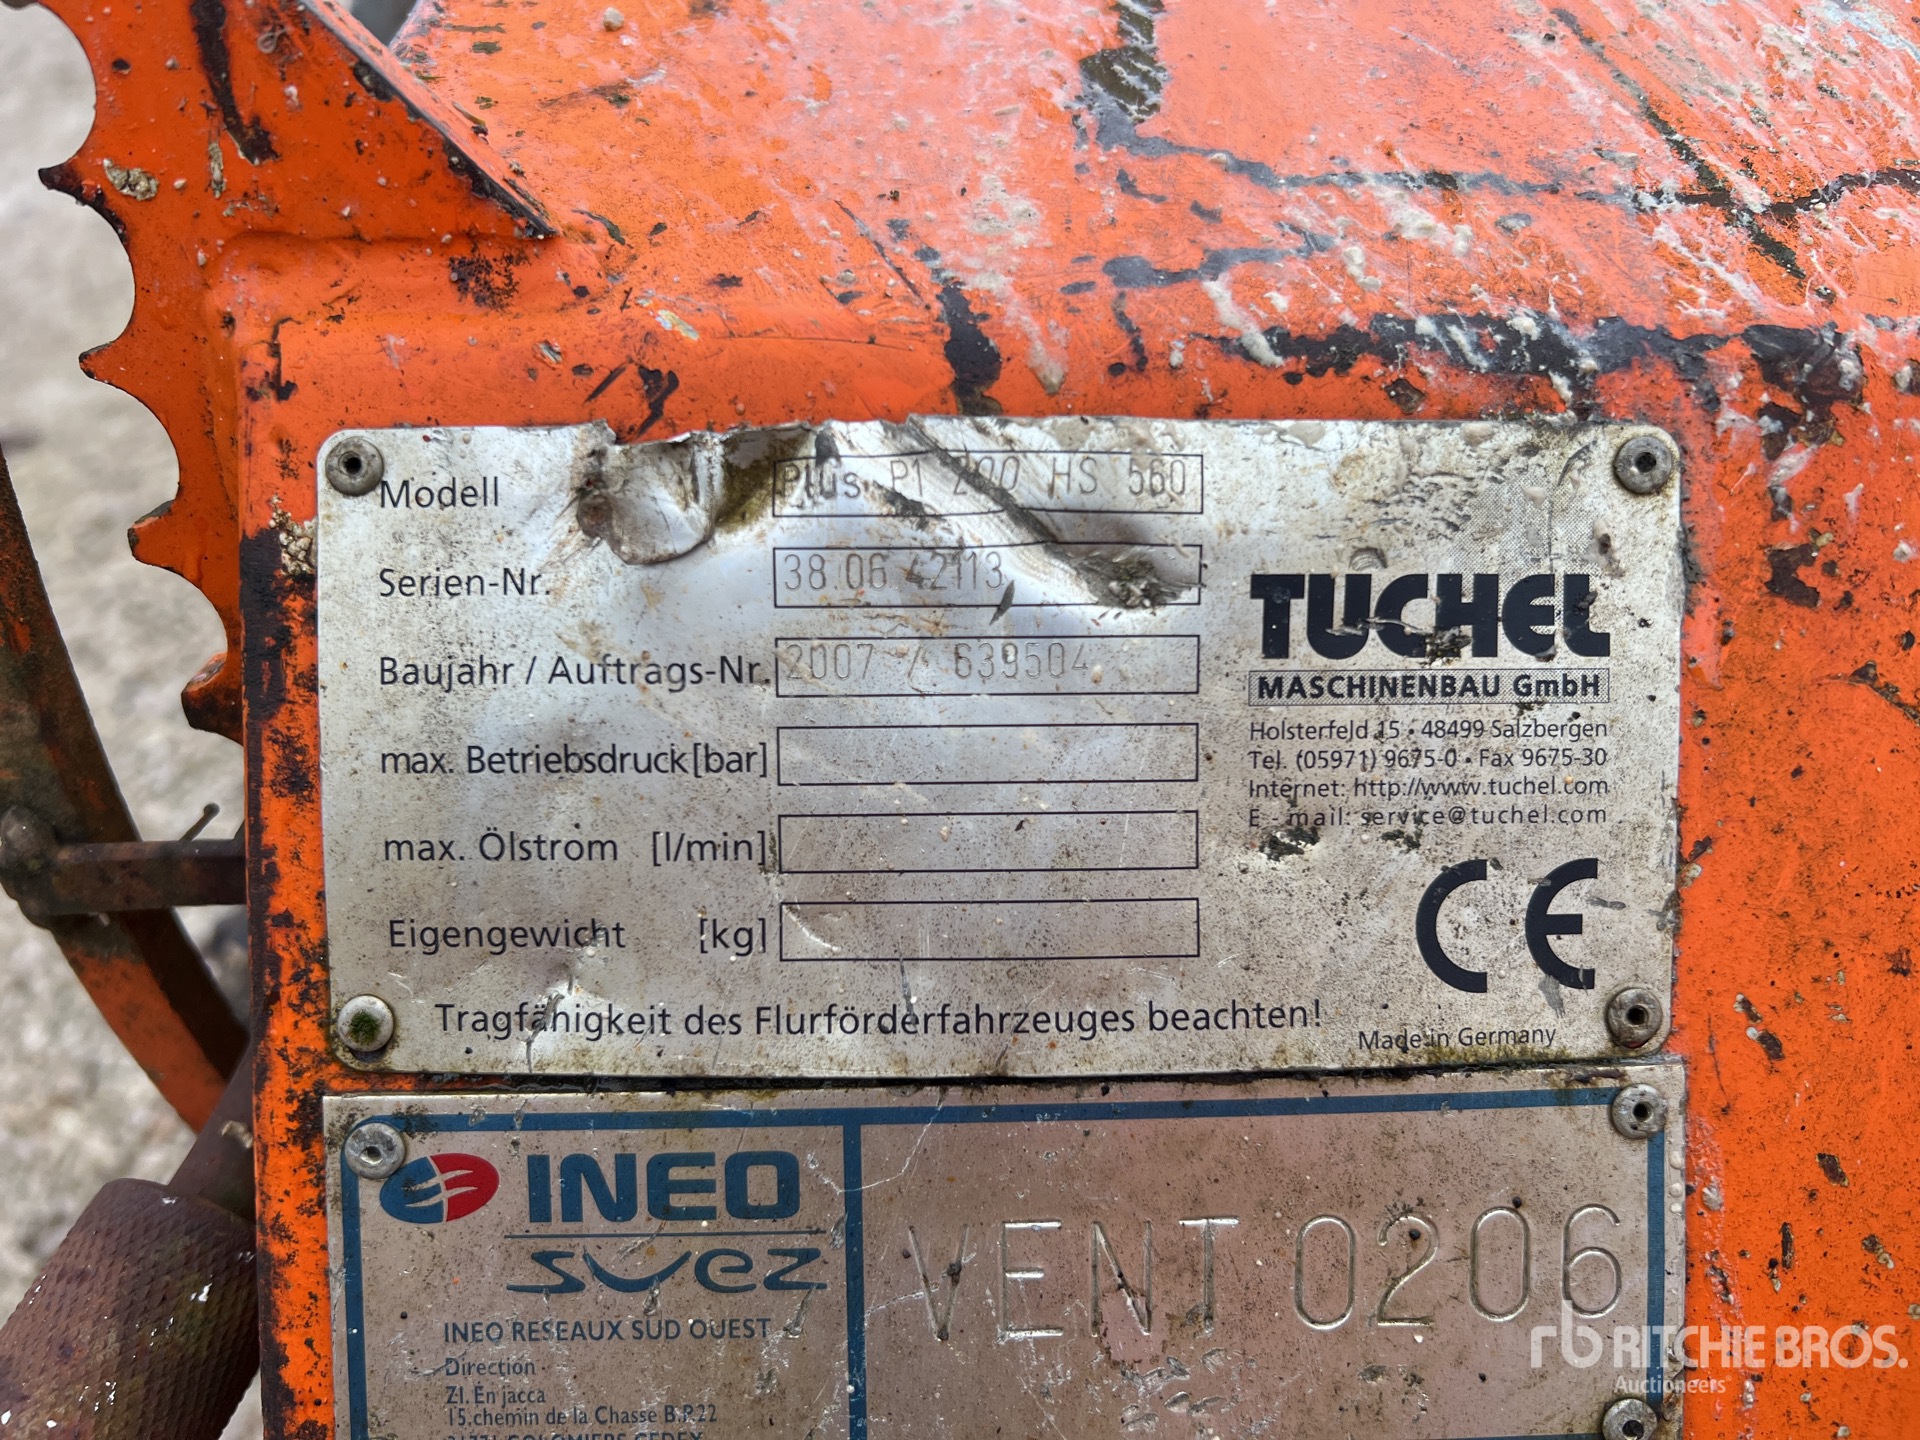 Modell Plus P1 200 HS 560
Serien-Nr. 38.06 42113
Baujahr / Auftrags-Nr. 2007 / 639504
max. Betriebsdruck [bar]
max. Ölstrom [l/min]
Eigengewicht [kg]
Tragfähigkeit des Flurförderfahrzeuges beachten!
TUCHEL
MASCHINENBAU GmbH
Holsterfeld 15 • 48499 Salzbergen
Tel. (05971) 9675-0 • Fax 9675-30
Internet: http://www.tuchel.com
E - mail: service@tuchel.com
CE
Made in Germany
INEO
suez
INEO RESEAUX SUD OUEST
Direction
ZI. En jacca
15, chemin de la Chasse B.P. 22
31771 COLOMIERS CEDEX
VENT 0206
rb RITCHIE BROS.
Auctioneers